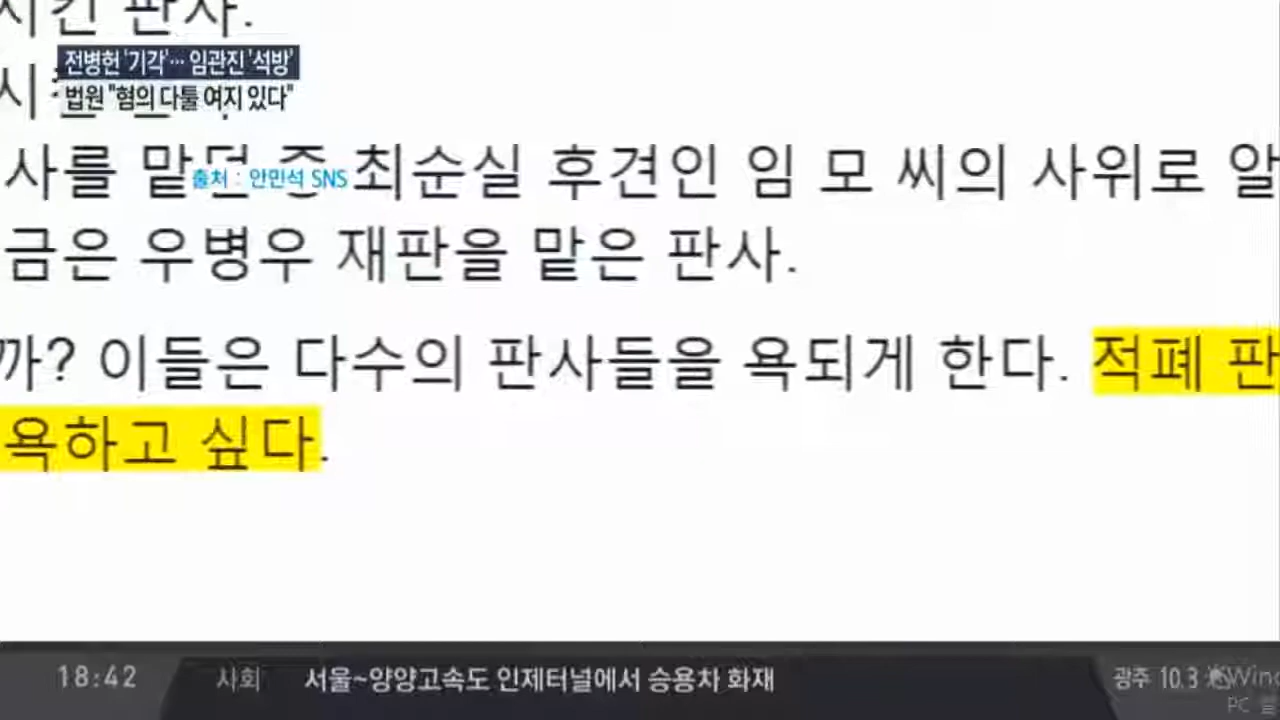 시킨 판사.
전병헌 '기각'… 임관진 '석방'
시
법원 "혐의 다툴 여지 있다"
사를 맡던 중 최순실 후견인 임 모 씨의 사위로 알
출처 : 안민석 SNS
금은 우병우 재판을 맡은 판사.
까? 이들은 다수의 판사들을 욕되게 한다. 적폐 판
욕하고 싶다.
18:42 사회 서울~양양고속도 인제터널에서 승용차 화재 광주 10.3
Wind
PC